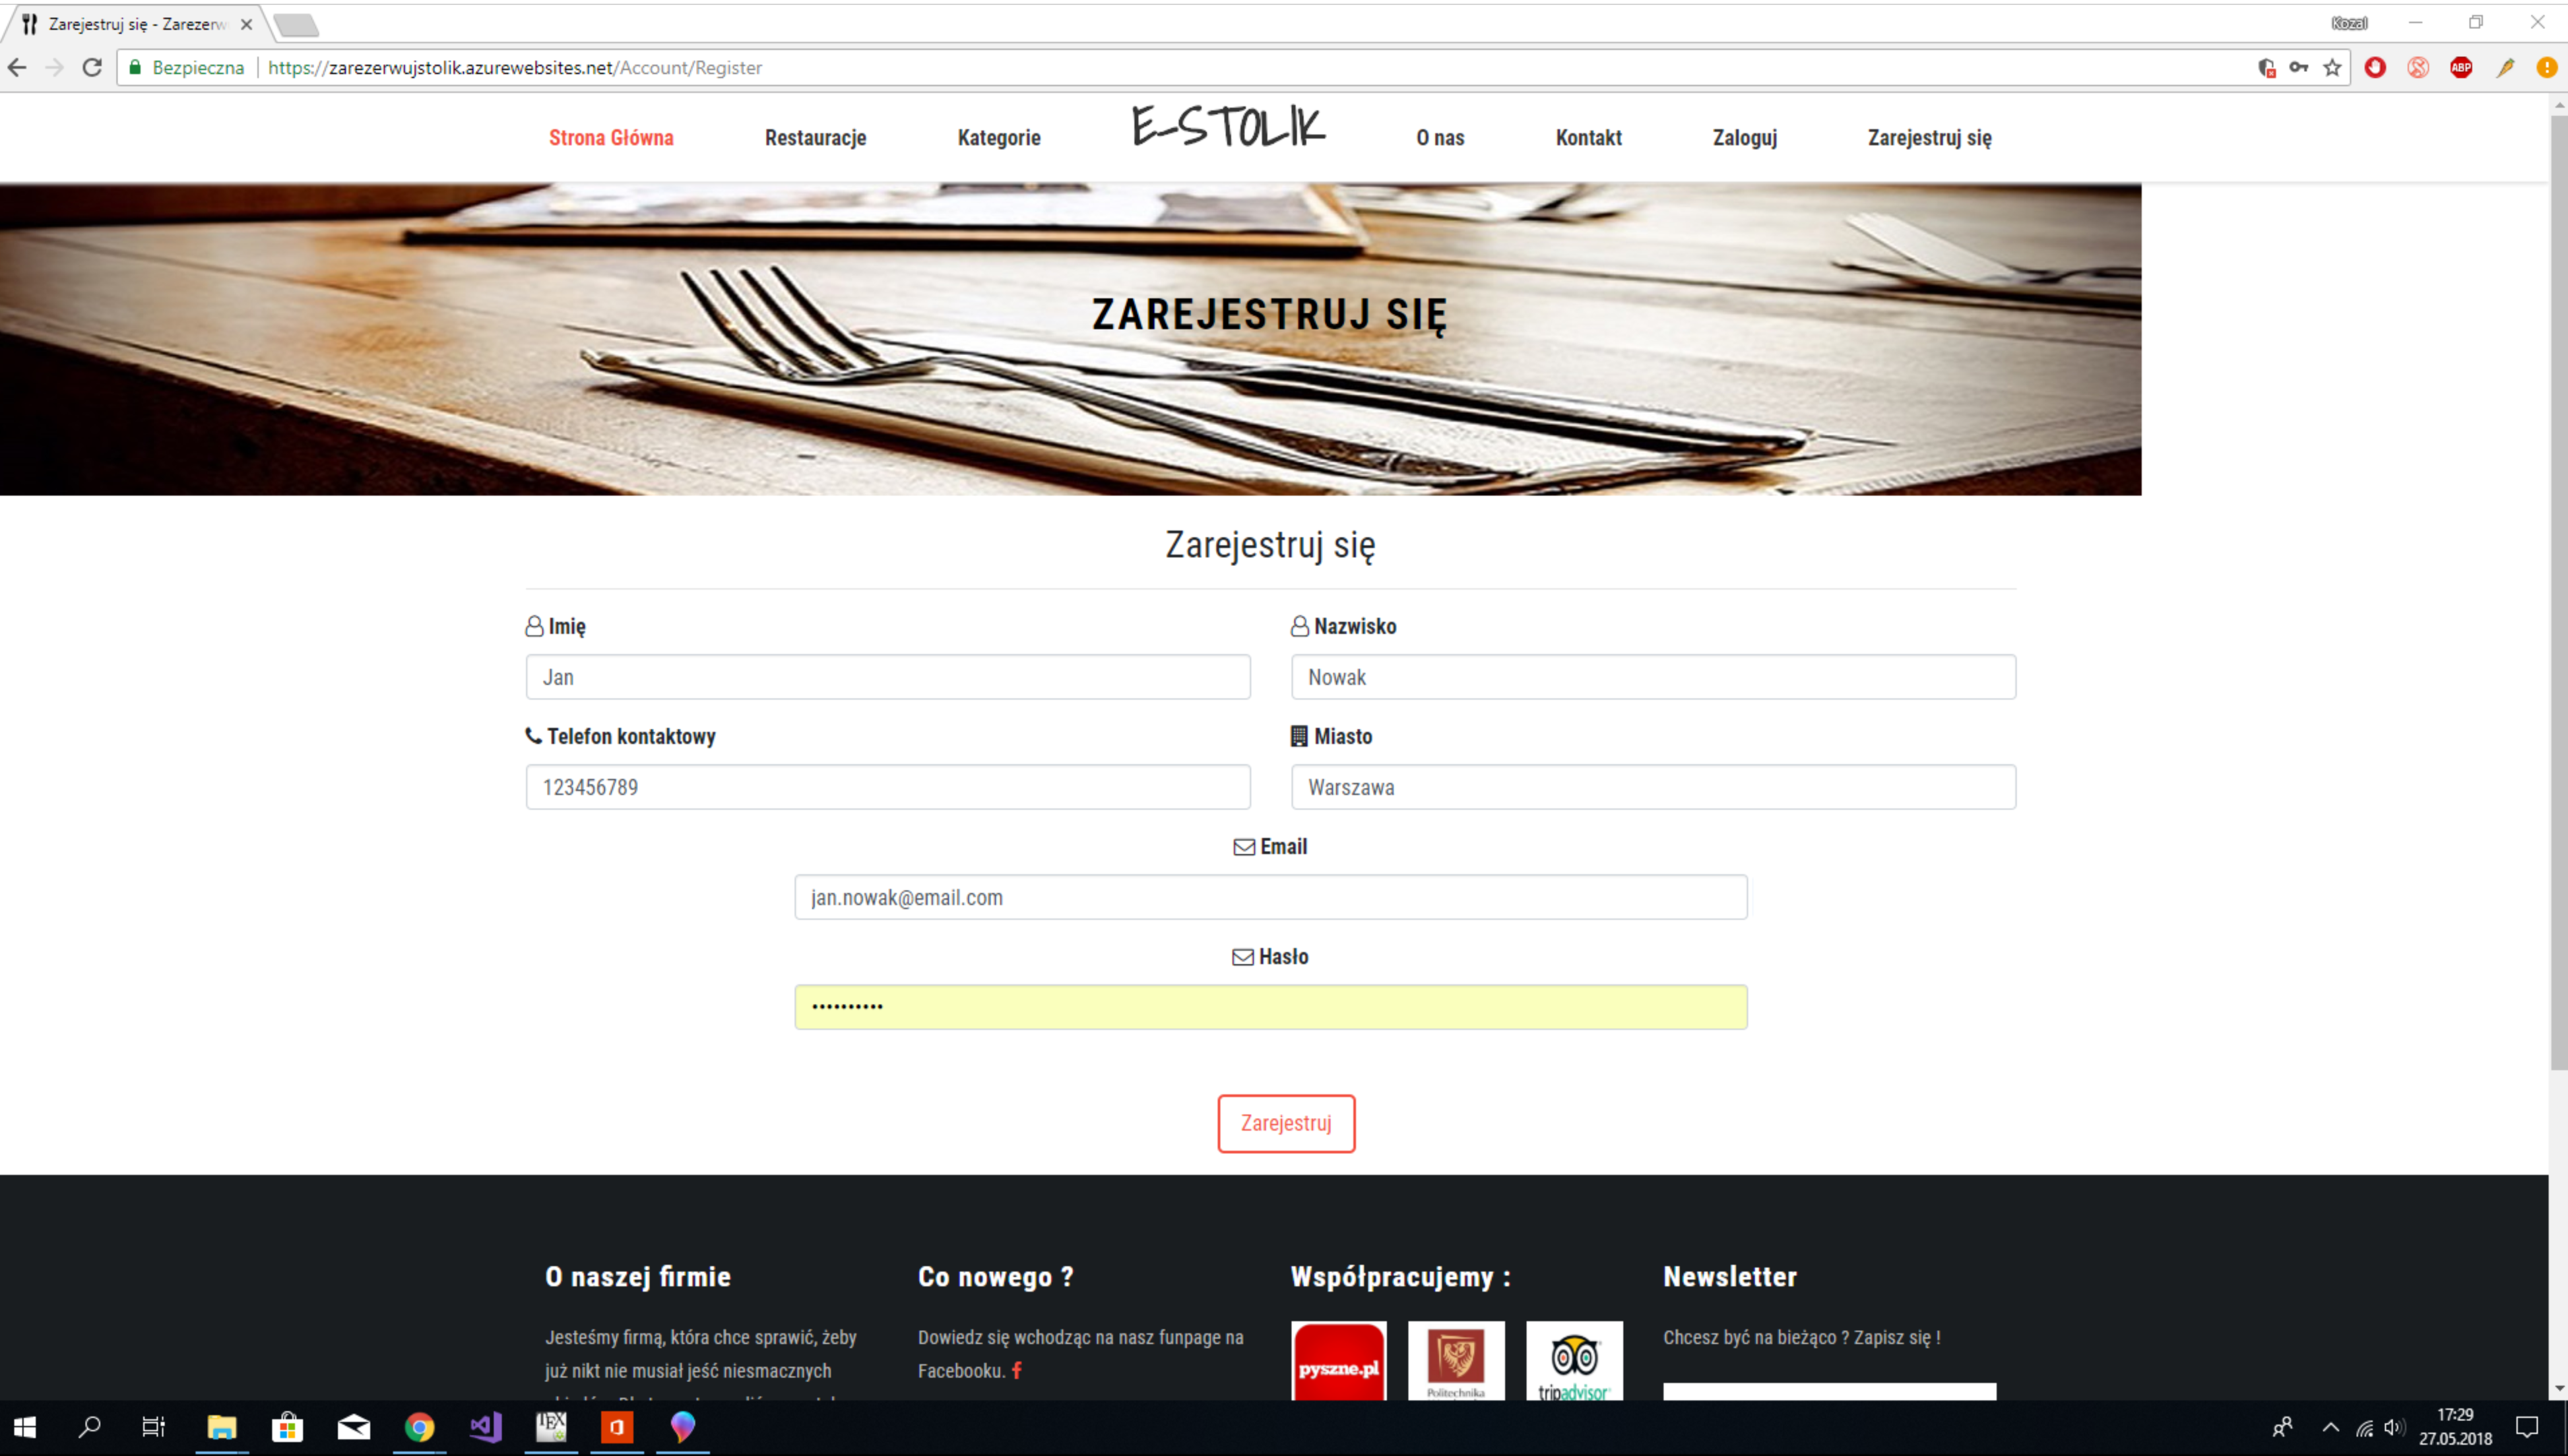 Zarejestruj się - Zarezerw
Kozal
Bezpieczna https://zarezerwujstolik.azurewebsites.net/Account/Register
ABP
Strona Główna Restauracje Kategorie E-STOLIK O nas Kontakt Zaloguj Zarejestruj się
ZAREJESTRUJ SIĘ
Zarejestruj się
Imię Nazwisko
Jan Nowak
Telefon kontaktowy Miasto
123456789 Warszawa
Email
jan.nowak@email.com
Hasło
••••••••••
Zarejestruj
O naszej firmie Co nowego ? Współpracujemy : Newsletter
Jesteśmy firmą, która chce sprawić, żeby Dowiedz się wchodząc na nasz funpage na Chcesz być na bieżąco ? Zapisz się !
już nikt nie musiał jeść niesmacznych Facebooku. pyszne.pl
Politechnika tripadvisor
TEX
17:29
27.05.2018